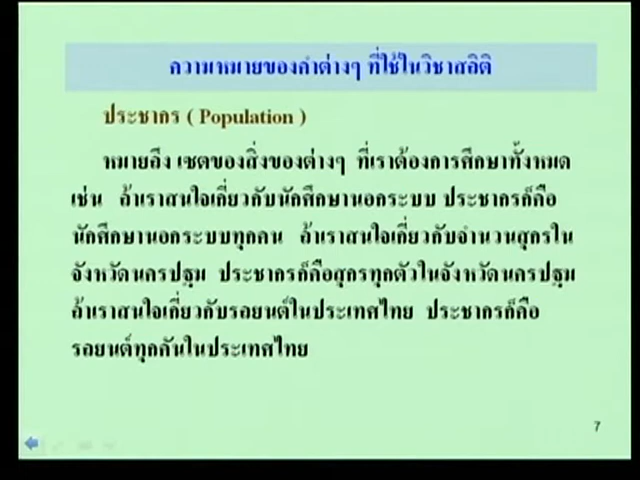 ความหมายของคำต่างๆ ที่ใช้ในวิชาสถิติ
ประชากร ( Population )
หมายถึง เซตของสิ่งของต่างๆ ที่เราต้องการศึกษาทั้งหมด
เช่น ถ้าเราสนใจเกี่ยวกับนักศึกษานอกระบบ ประชากรก็คือ
นักศึกษานอกระบบทุกคน ถ้าเราสนใจเกี่ยวกับจำนวนสุกรใน
จังหวัดนครปฐม ประชากรก็คือสุกรทุกตัวในจังหวัดนครปฐม
ถ้าเราสนใจเกี่ยวกับรถยนต์ในประเทศไทย ประชากรก็คือ
รถยนต์ทุกคันในประเทศไทย
7